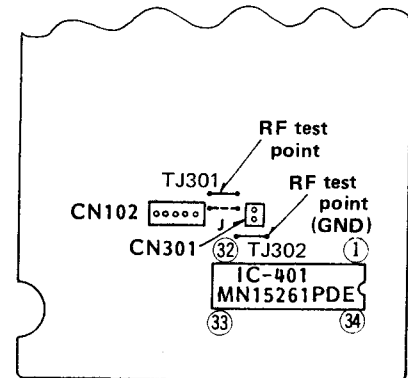 RF test
point
TJ301
RF test
point
(GND)
CN102
J
CN301
TJ302
32
1
IC-401
MN15261PDE
33
34